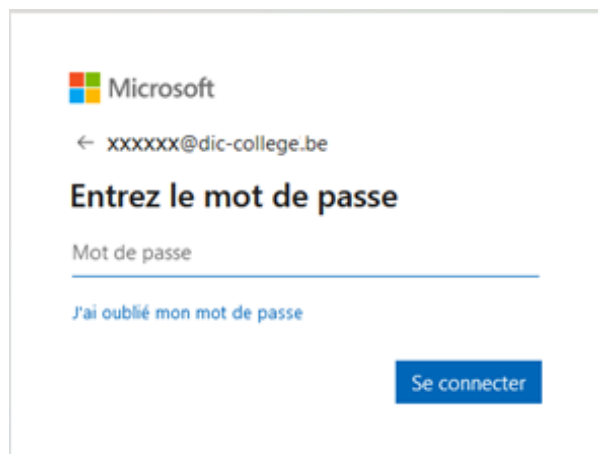 Microsoft
← xxxxxx@dic-college.be
Entrez le mot de passe
Mot de passe
J'ai oublié mon mot de passe
Se connecter